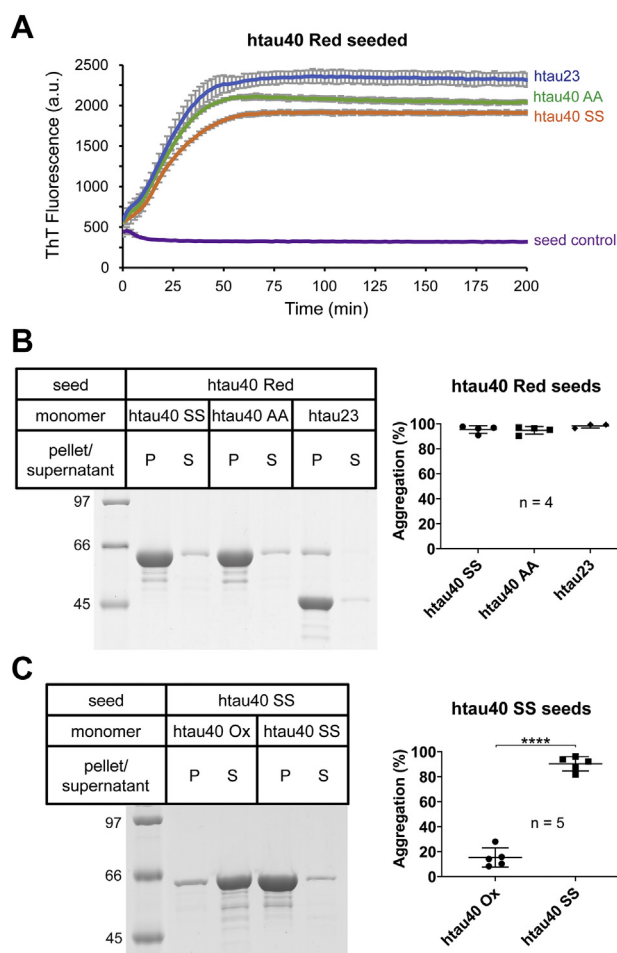 A
htau40 Red seeded
ThT Fluorescence (a.u.)
2500
2000
1500
1000
500
0
htau23
htau40 AA
htau40 SS
seed control
0 25 50 75 100 125 150 175 200
Time (min)
B
seed htau40 Red
monomer htau40 SS htau40 AA htau23
pellet/
supernatant
P S P S P S
97
66
45
htau40 Red seeds
Aggregation (%)
100
80
60
40
20
0
n = 4
htau40 SS
htau40 AA
htau23
C
seed htau40 SS
monomer htau40 Ox htau40 SS
pellet/
supernatant
P S P S
97
66
45
htau40 SS seeds
Aggregation (%)
100
80
60
40
20
0
****
n = 5
htau40 Ox
htau40 SS